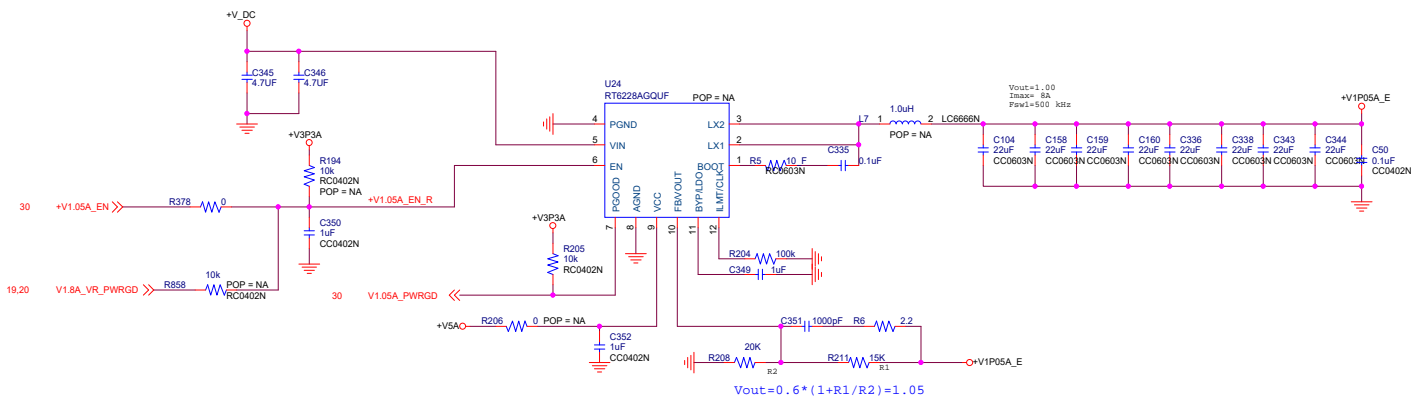 +V_DC
C345
4.7UF
C346
4.7UF
+V3P3A
R194
10k
RC0402N
POP = NA
30 +V1.05A_EN
R378 0
+V1.05A_EN_R
C350
1uF
CC0402N
19,20 V1.8A_VR_PWRGD
R858
10k
POP = NA
RC0402N
U24
RT6228AGQUF
POP = NA
4 PGND
5 VIN
6 EN
LX2 3
LX1 2
BOOT 1
PGOOD
AGND
VCC
FB/VOUT
BYP/LDO
ILMT/CLK
7
8
9
10
11
12
+V3P3A
R205
10k
RC0402N
30 V1.05A_PWRGD
+V5A
R206 0 POP = NA
C352
1uF
CC0402N
R5 10_F
RC0603N
C335
0.1uF
L7 1 1.0uH 2 LC6666N
POP = NA
Vout=1.00
Imax= 8A
Fsw1=500 kHz
+V1P05A_E
C104
22uF
CC0603N
C158
22uF
CC0603N
C159
22uF
CC0603N
C160
22uF
CC0603N
C336
22uF
CC0603N
C338
22uF
CC0603N
C343
22uF
CC0603N
C344
22uF
CC0603N
C50
0.1uF
CC0402N
R204 100k
C349 1uF
C351 1000pF R6 2.2
20K
R208
R2
R211 15K
R1
+V1P05A_E
Vout=0.6*(1+R1/R2)=1.05